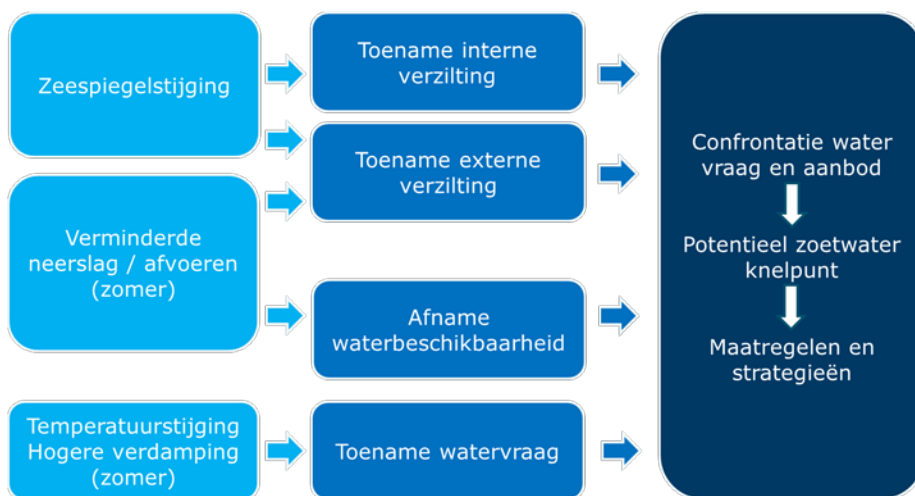 Zeespiegelstijging
Toename interne
verzilting
Toename externe
verzilting
Verminderde
neerslag / afvoeren
(zomer)
Afname
waterbeschikbaarheid
Temperatuurstijging
Hogere verdamping
(zomer)
Toename watervraag
Confrontatie water
vraag en aanbod
Potentieel zoetwater
knelpunt
Maatregelen en
strategieën